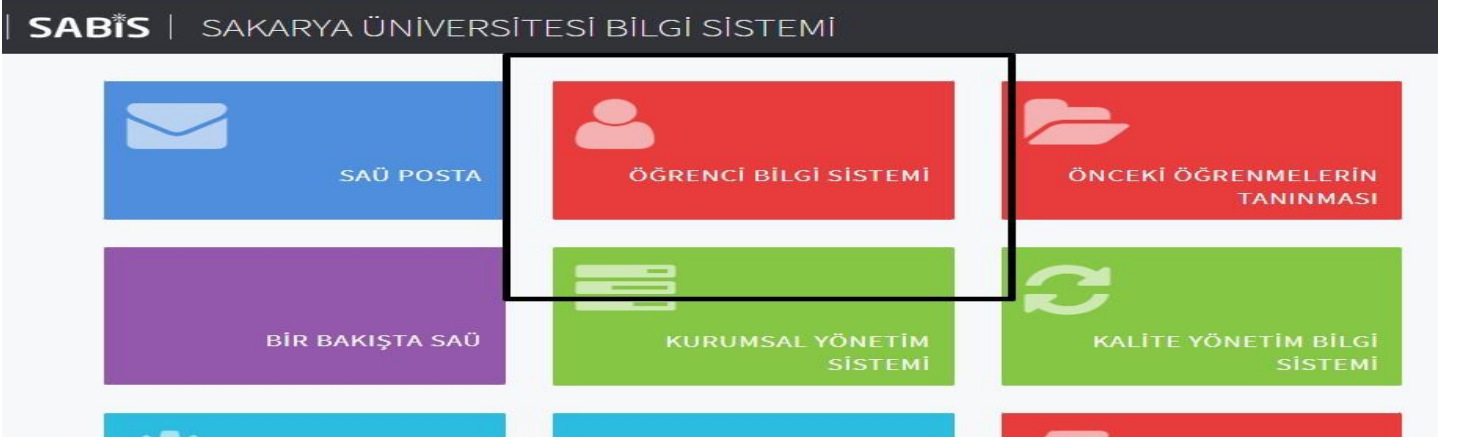 | SABİS | SAKARYA ÜNİVERSİTESİ BİLGİ SİSTEMİ
SAÜ POSTA
ÖĞRENCİ BİLGİ SİSTEMİ
ÖNCEKİ ÖĞRENMELERİN
TANINMASI
BİR BAKIŞTA SAÜ
KURUMSAL YÖNETİM
SİSTEMİ
KALİTE YÖNETİM BİLGİ
SİSTEMİ